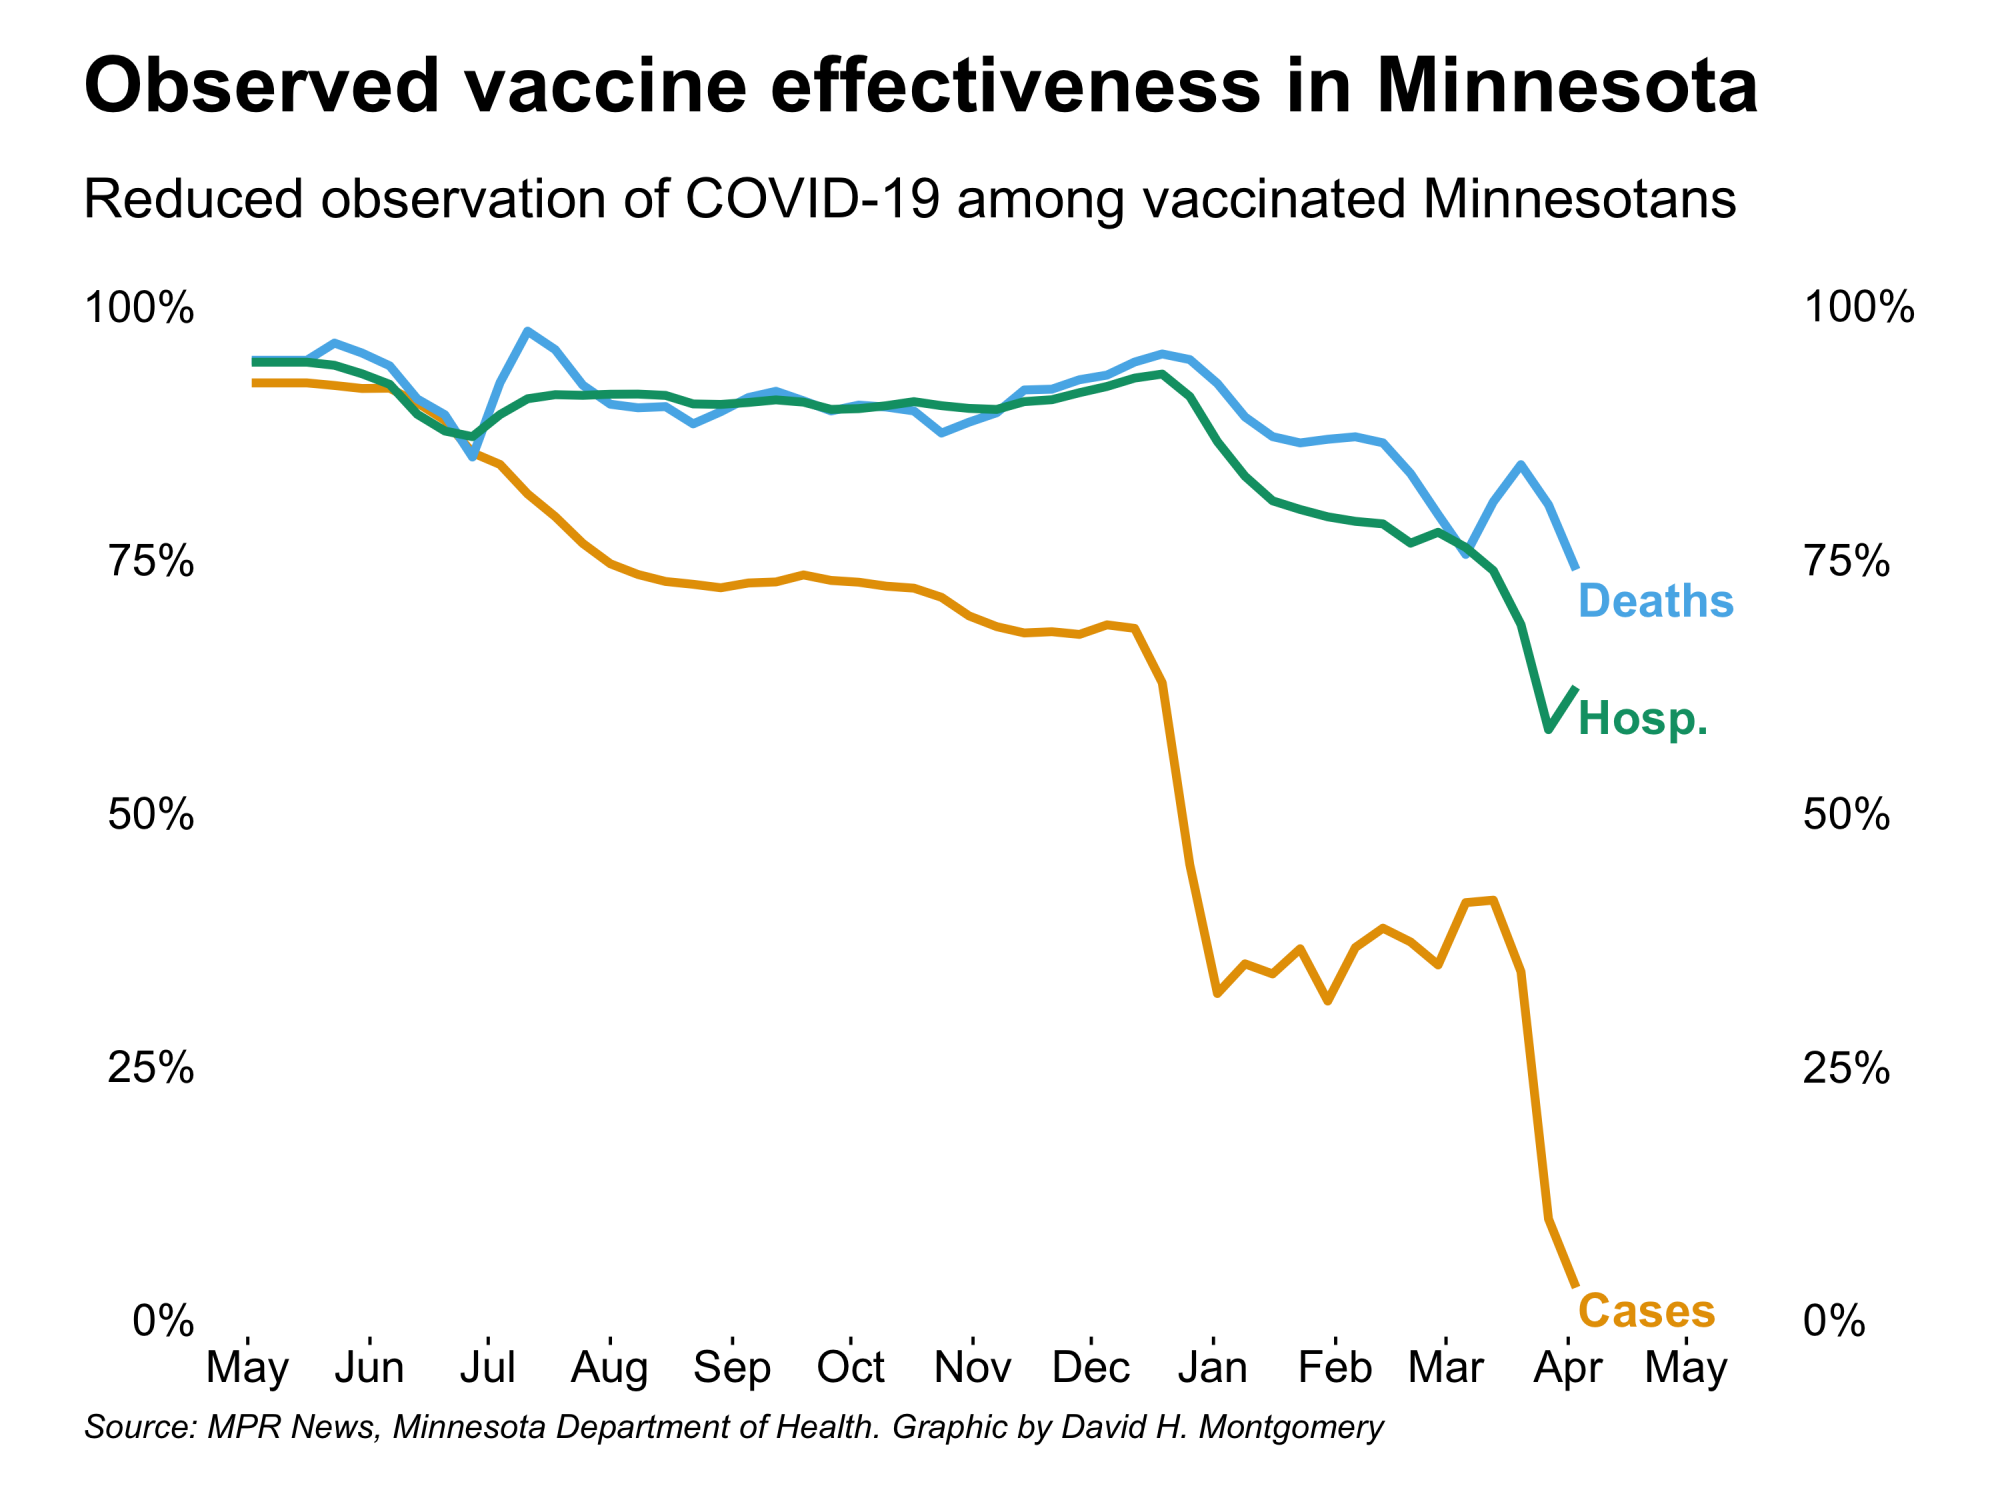 Observed vaccine effectiveness in Minnesota
Reduced observation of COVID-19 among vaccinated Minnesotans
100% 100%
75% 75%
Deaths
Hosp.
50% 50%
25% 25%
Cases
0% 0%
May Jun Jul Aug Sep Oct Nov Dec Jan Feb Mar Apr May
Source: MPR News, Minnesota Department of Health. Graphic by David H. Montgomery